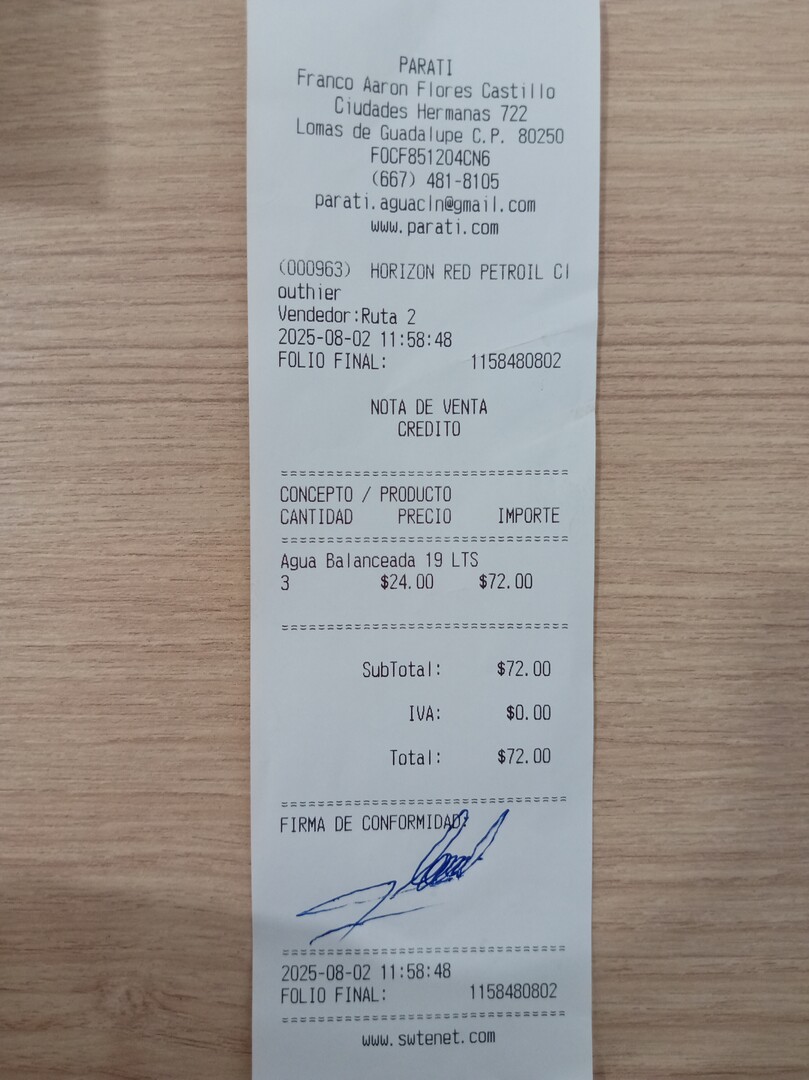 PARATI
Franco Aaron Flores Castillo
Ciudades Hermanas 722
Lomas de Guadalupe C.P. 80250
FOCF851204CN6
(667) 481-8105
parati.aguacln@gmail.com
www.parati.com
(000963) HORIZON RED PETROIL Cl
outhier
Vendedor:Ruta 2
2025-08-02 11:58:48
FOLIO FINAL: 1158480802
NOTA DE VENTA
CREDITO
==============================
CONCEPTO / PRODUCTO
CANTIDAD PRECIO IMPORTE
==============================
Agua Balanceada 19 LTS
3 $24.00 $72.00
==============================
SubTotal: $72.00
IVA: $0.00
Total: $72.00
==============================
FIRMA DE CONFORMIDAD:
==============================
2025-08-02 11:58:48
FOLIO FINAL: 1158480802
==============================
www.swtenet.com